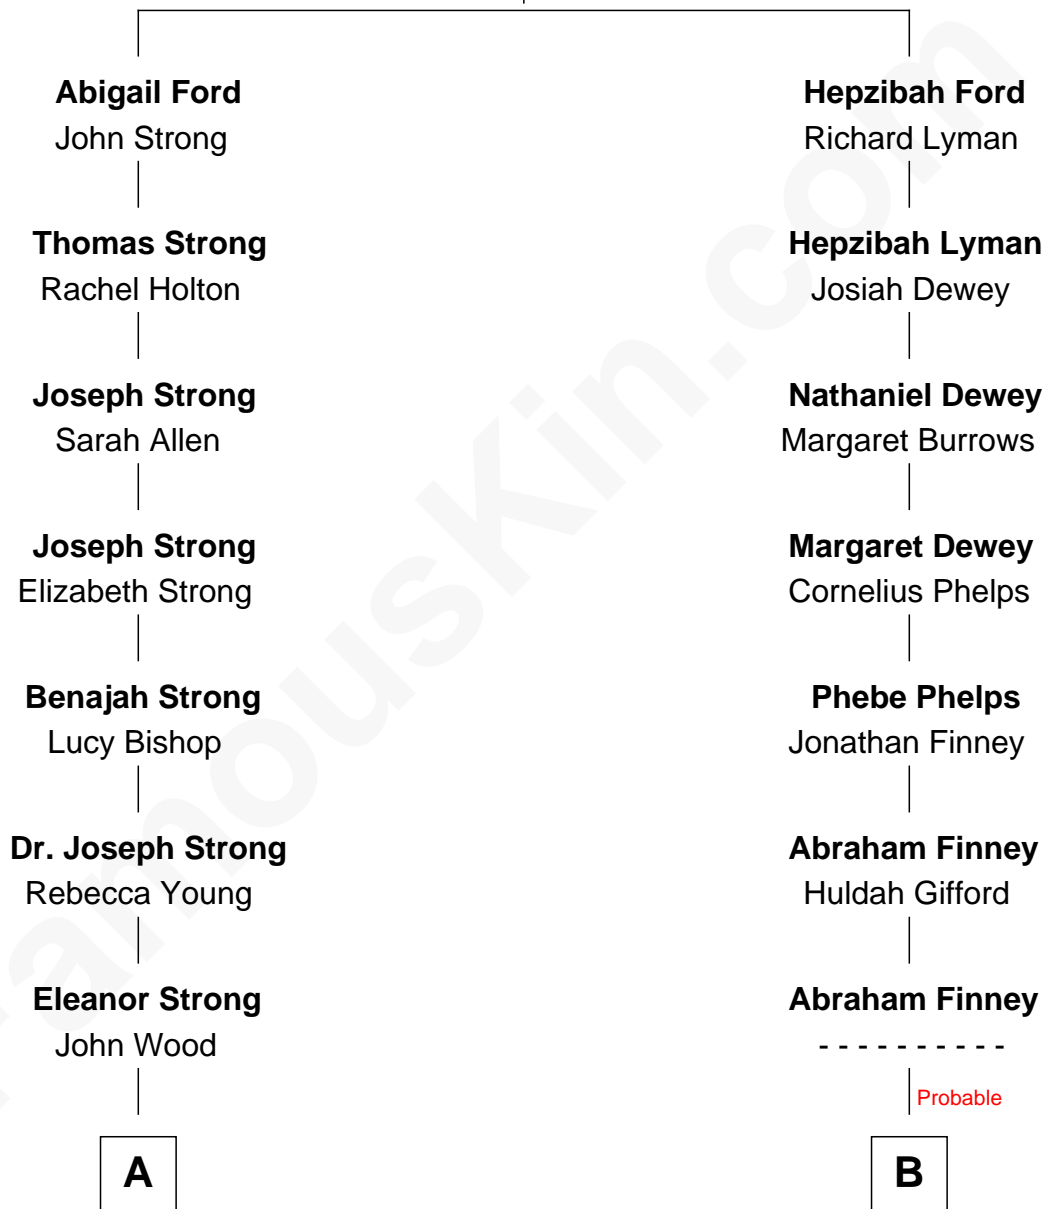 Abigail Ford
John Strong
Thomas Strong
Rachel Holton
Joseph Strong
Sarah Allen
Joseph Strong
Elizabeth Strong
Benajah Strong
Lucy Bishop
Dr. Joseph Strong
Rebecca Young
Eleanor Strong
John Wood
A
Hepzibah Ford
Richard Lyman
Hepzibah Lyman
Josiah Dewey
Nathaniel Dewey
Margaret Burrows
Margaret Dewey
Cornelius Phelps
Phebe Phelps
Jonathan Finney
Abraham Finney
Huldah Gifford
Abraham Finney
- - - - - - - - - -
Probable
B
FamousKin.com